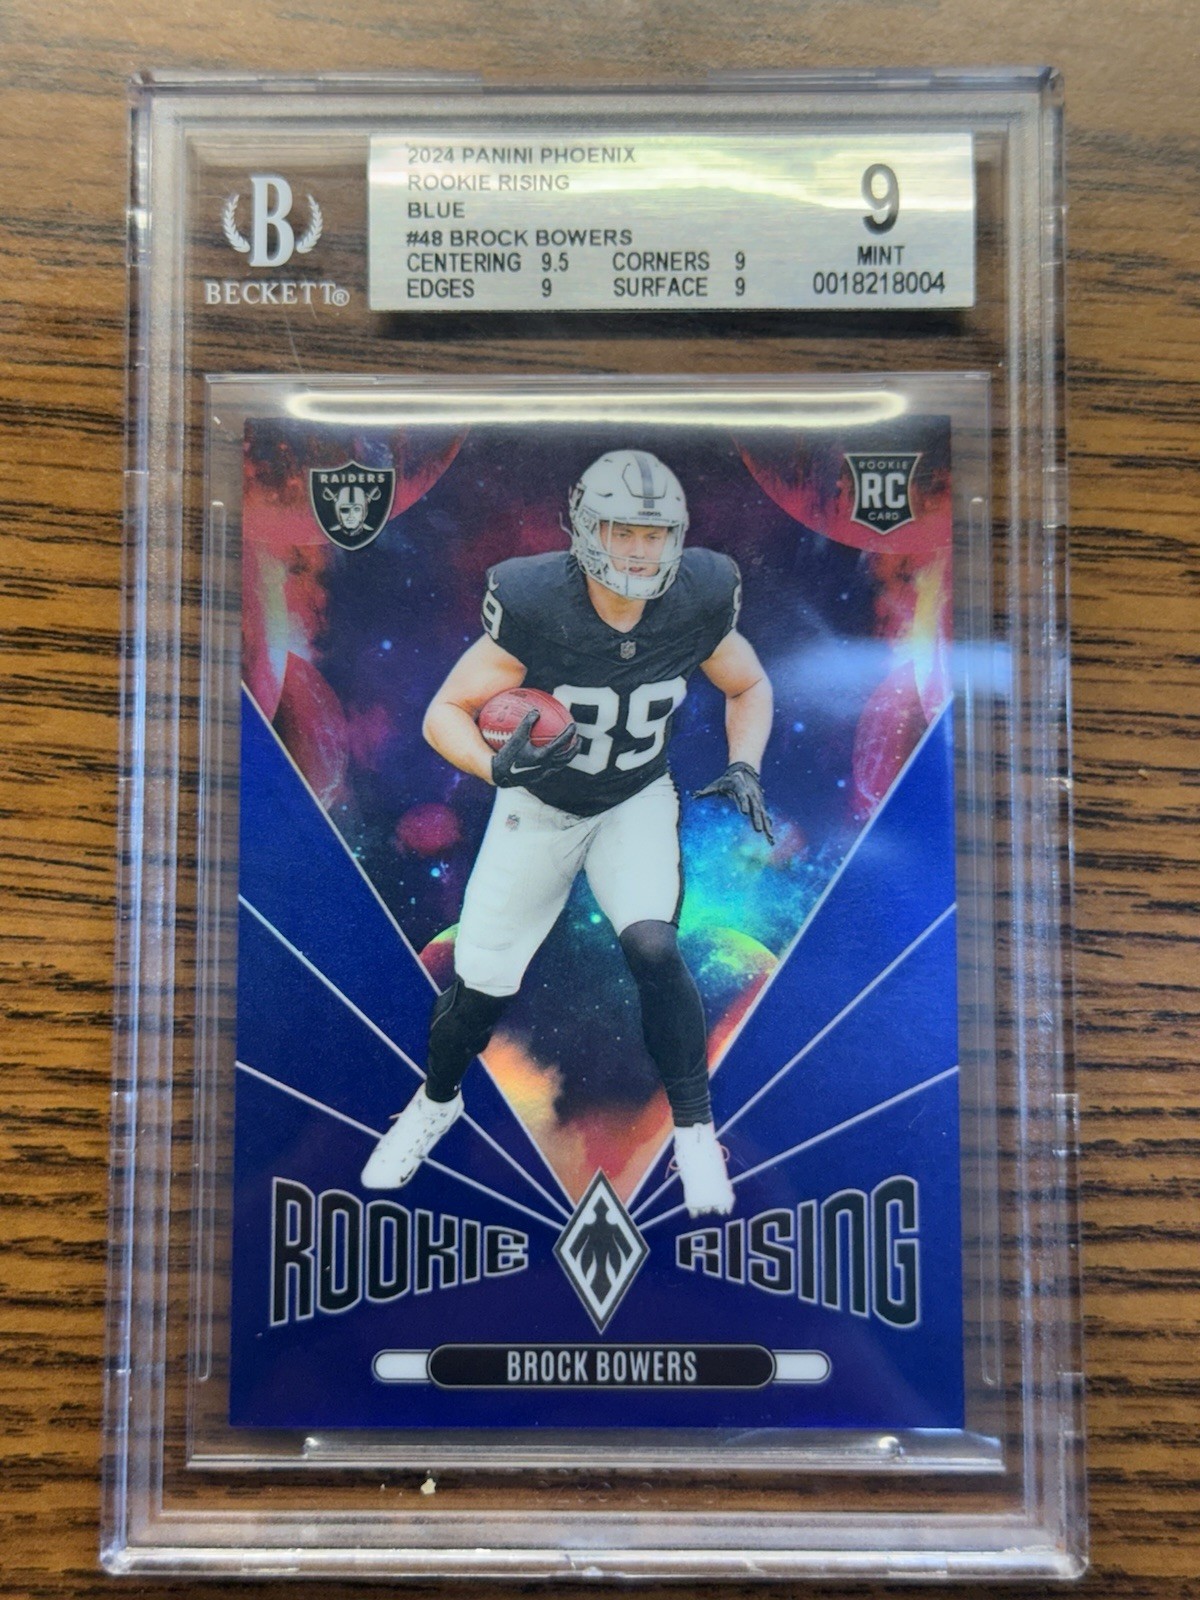 2024 PANINI PHOENIX
ROOKIE RISING
BLUE
#48 BROCK BOWERS
CENTERING 9.5 CORNERS 9
EDGES 9 SURFACE 9
9
MINT
0018218004
B
BECKETT®
RAIDERS
ROOKIE
RC
CARD
9
89
ROOKIE RISING
BROCK BOWERS